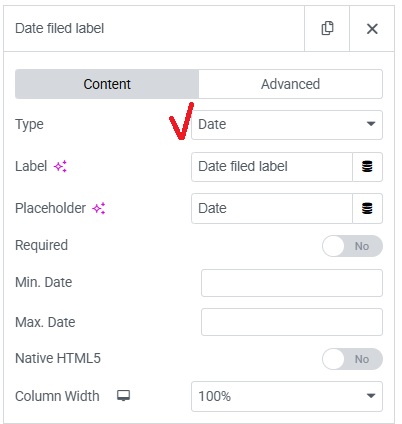 Date filed label
Content Advanced
Type Date
Label Date filed label
Placeholder Date
Required No
Min. Date
Max. Date
Native HTML5 No
Column Width 100%